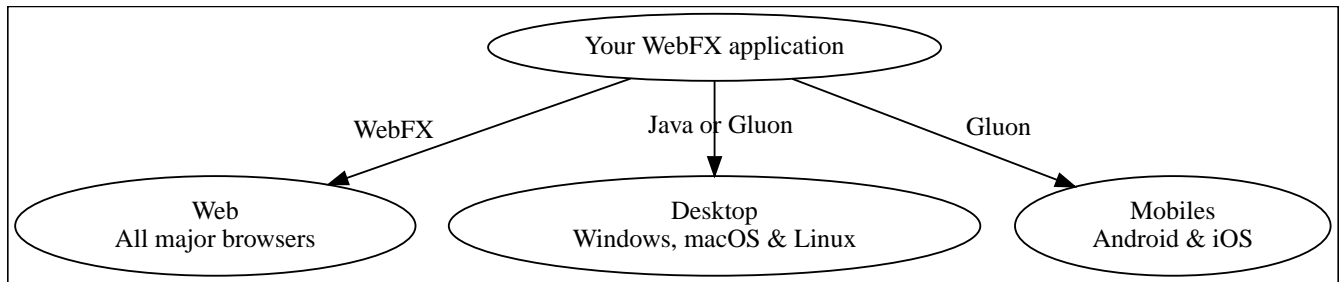 Your WebFX application
WebFX
Java or Gluon
Gluon
Web
All major browsers
Desktop
Windows, macOS & Linux
Mobiles
Android & iOS